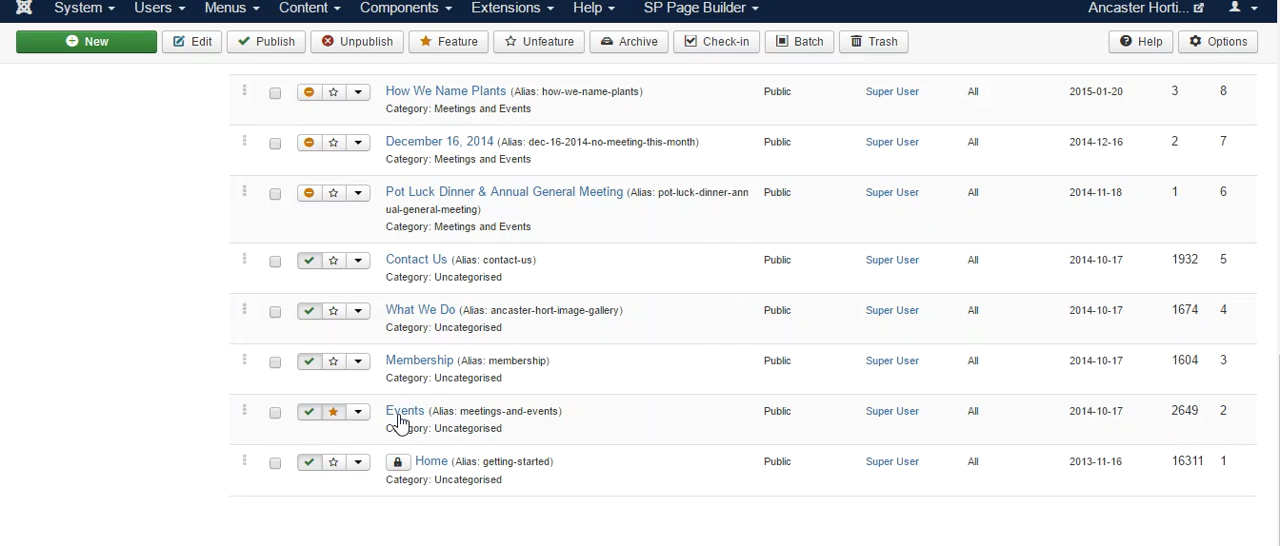 System Users Menus Content Components Extensions Help SP Page Builder Ancaster Horti...
New Edit Publish Unpublish Feature Unfeature Archive Check-in Batch Trash Help Options
How We Name Plants (Alias: how-we-name-plants) Public Super User All 2015-01-20 3 8
Category: Meetings and Events
December 16, 2014 (Alias: dec-16-2014-no-meeting-this-month) Public Super User All 2014-12-16 2 7
Category: Meetings and Events
Pot Luck Dinner & Annual General Meeting (Alias: pot-luck-dinner-ann Public Super User All 2014-11-18 1 6
ual-general-meeting)
Category: Meetings and Events
Contact Us (Alias: contact-us) Public Super User All 2014-10-17 1932 5
Category: Uncategorised
What We Do (Alias: ancaster-hort-image-gallery) Public Super User All 2014-10-17 1674 4
Category: Uncategorised
Membership (Alias: membership) Public Super User All 2014-10-17 1604 3
Category: Uncategorised
Events (Alias: meetings-and-events) Public Super User All 2014-10-17 2649 2
Category: Uncategorised
Home (Alias: getting-started) Public Super User All 2013-11-16 16311 1
Category: Uncategorised